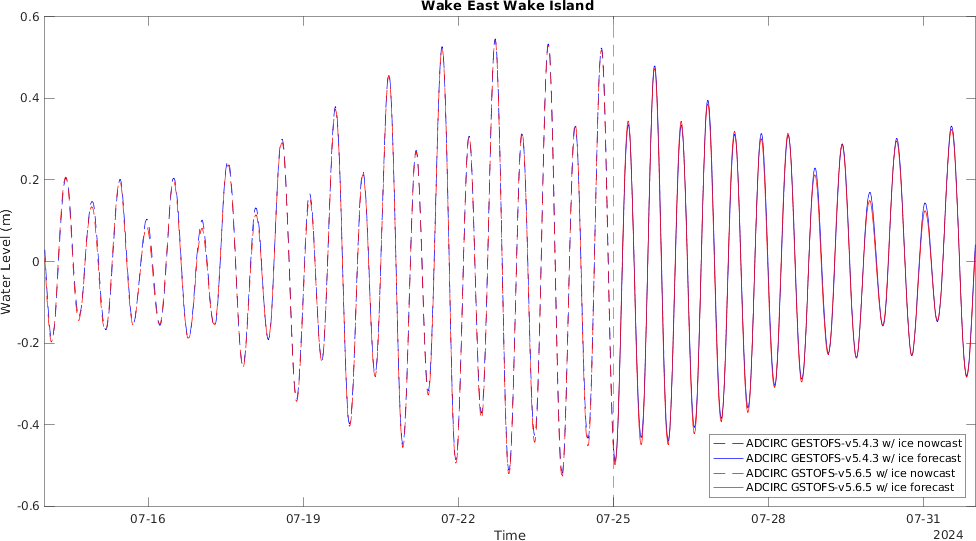 Wake East Wake Island
0.6
0.4
0.2
0
-0.2
-0.4
-0.6
Water Level (m)
ADCIRC GESTOFS-v5.4.3 w/ ice nowcast
ADCIRC GESTOFS-v5.4.3 w/ ice forecast
ADCIRC GSTOFS-v5.6.5 w/ ice nowcast
ADCIRC GSTOFS-v5.6.5 w/ ice forecast
07-16
07-19
07-22
07-25
07-28
07-31
Time
2024